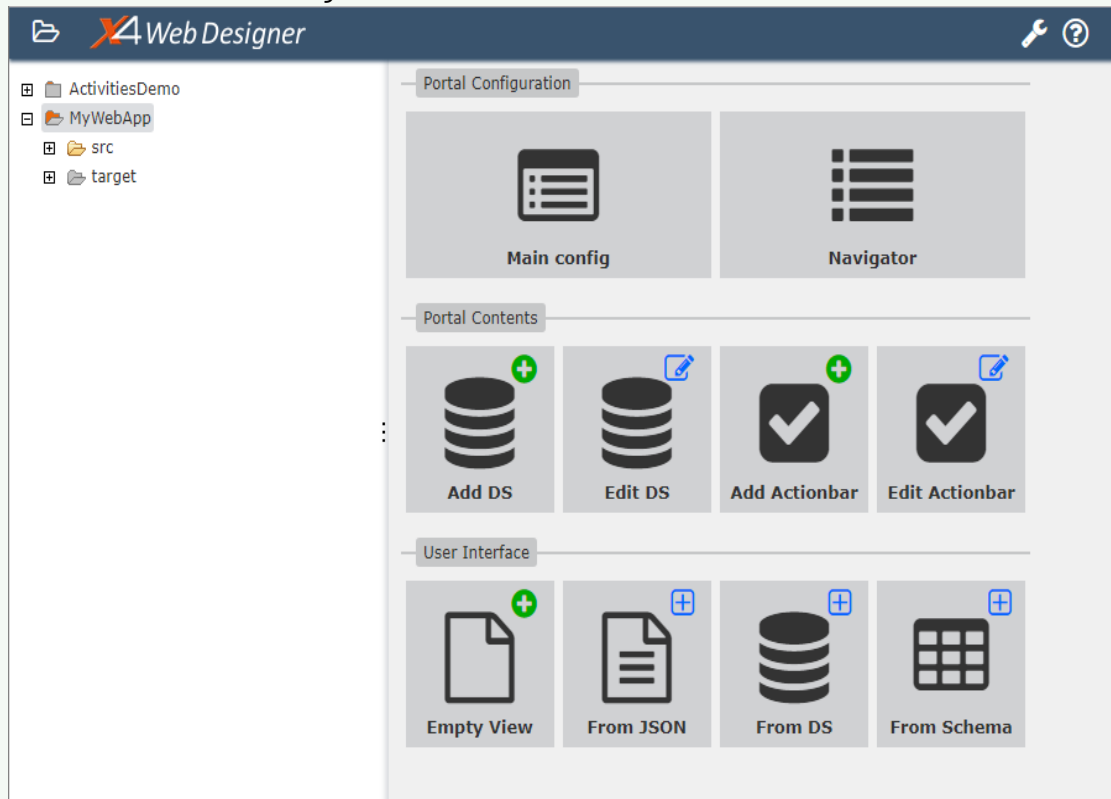 X4 Web Designer
ActivitiesDemo
MyWebApp
src
target
Portal Configuration
Main config
Navigator
Portal Contents
Add DS
Edit DS
Add Actionbar
Edit Actionbar
User Interface
Empty View
From JSON
From DS
From Schema